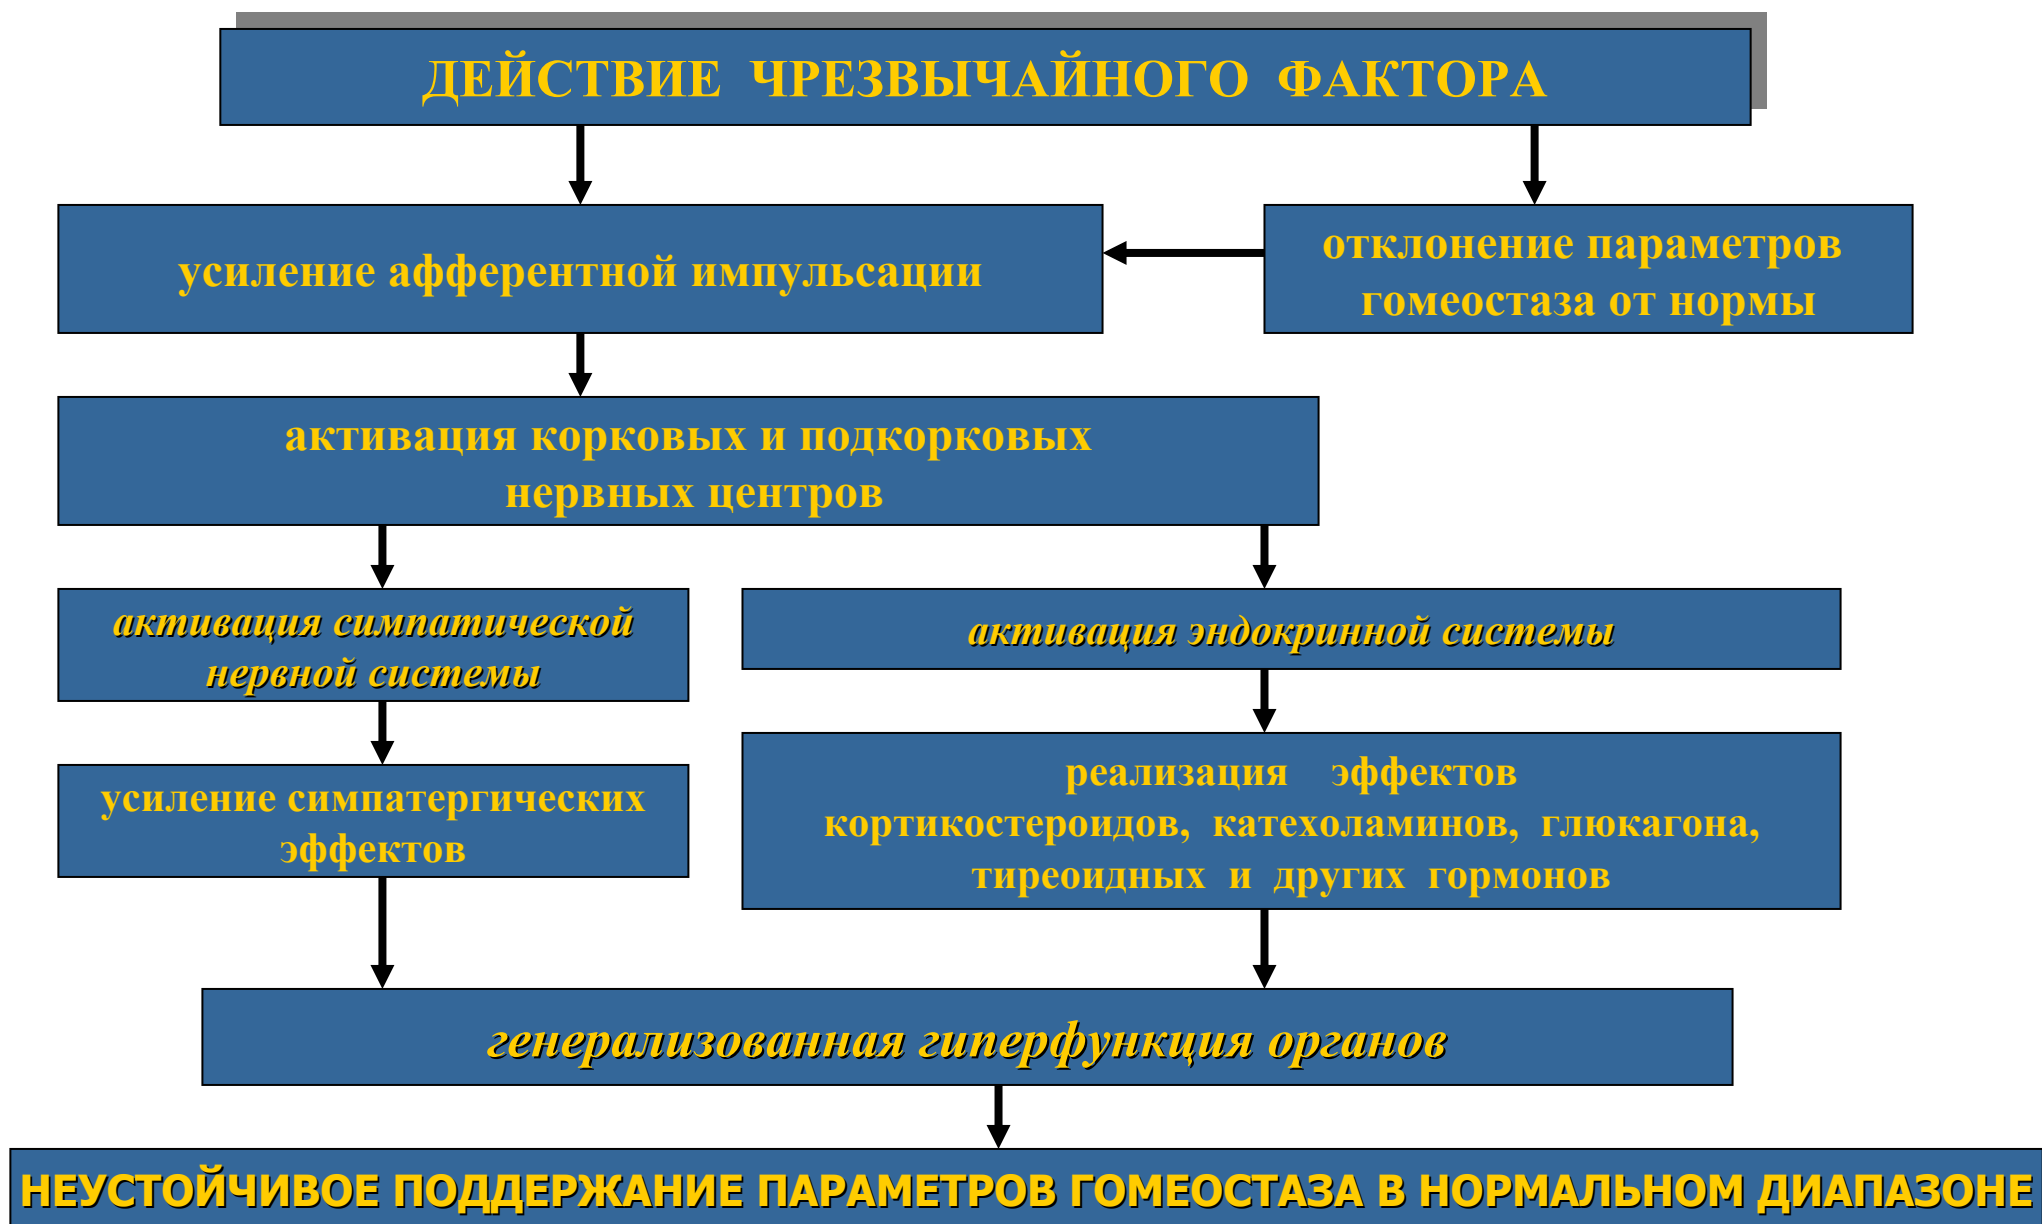 ДЕЙСТВИЕ ЧРЕЗВЫЧАЙНОГО ФАКТОРА
усиление афферентной импульсации
отклонение параметров
гомеостаза от нормы
активация корковых и подкорковых
нервных центров
активация симпатической
нервной системы
активация эндокринной системы
усиление симпатергических
эффектов
реализация эффектов
кортикостероидов, катехоламинов, глюкагона,
тиреоидных и других гормонов
генерализованная гиперфункция органов
НЕУСТОЙЧИВОЕ ПОДДЕРЖАНИЕ ПАРАМЕТРОВ ГОМЕОСТАЗА В НОРМАЛЬНОМ ДИАПАЗОНЕ